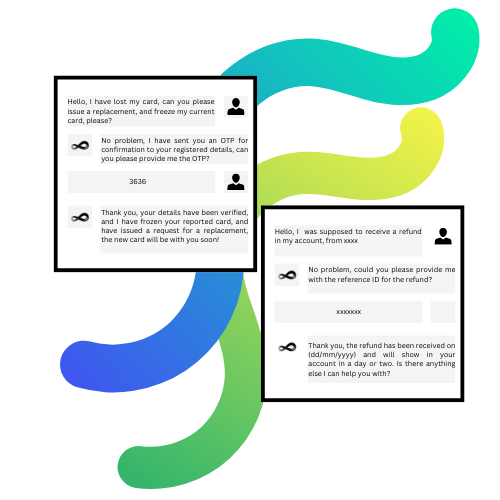 Hello, I have lost my card, can you please
issue a replacement, and freeze my current
card, please?
No problem, I have sent you an OTP for
confirmation to your registered details, can
you please provide me the OTP?
3636
Thank you, your details have been verified,
and I have frozen your reported card, and
have issued a request for a replacement,
the new card will be with you soon!
Hello, I was supposed to receive a refund
in my account, from xxxx
No problem, could you please provide me
with the reference ID for the refund?
xxxxxxx
Thank you, the refund has been received on
(dd/mm/yyyy) and will show in your
account in a day or two. Is there anything
else I can help you with?